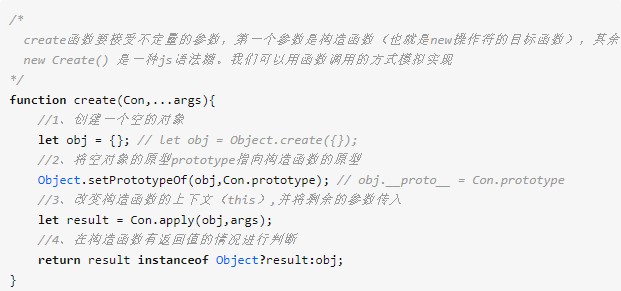 /*
create函数要接受不定量的参数，第一个参数是构造函数（也就是new操作符的目标函数），其余
new Create() 是一种js语法糖。我们可以用函数调用的方式模拟实现
*/
function create(Con,...args){
//1、创建一个空的对象
let obj = {}; // let obj = Object.create({});
//2、将空对象的原型prototype指向构造函数的原型
Object.setPrototypeOf(obj,Con.prototype); // obj.__proto__ = Con.prototype
//3、改变构造函数的上下文（this）,并将剩余的参数传入
let result = Con.apply(obj,args);
//4、在构造函数有返回值的情况进行判断
return result instanceof Object?result:obj;
}